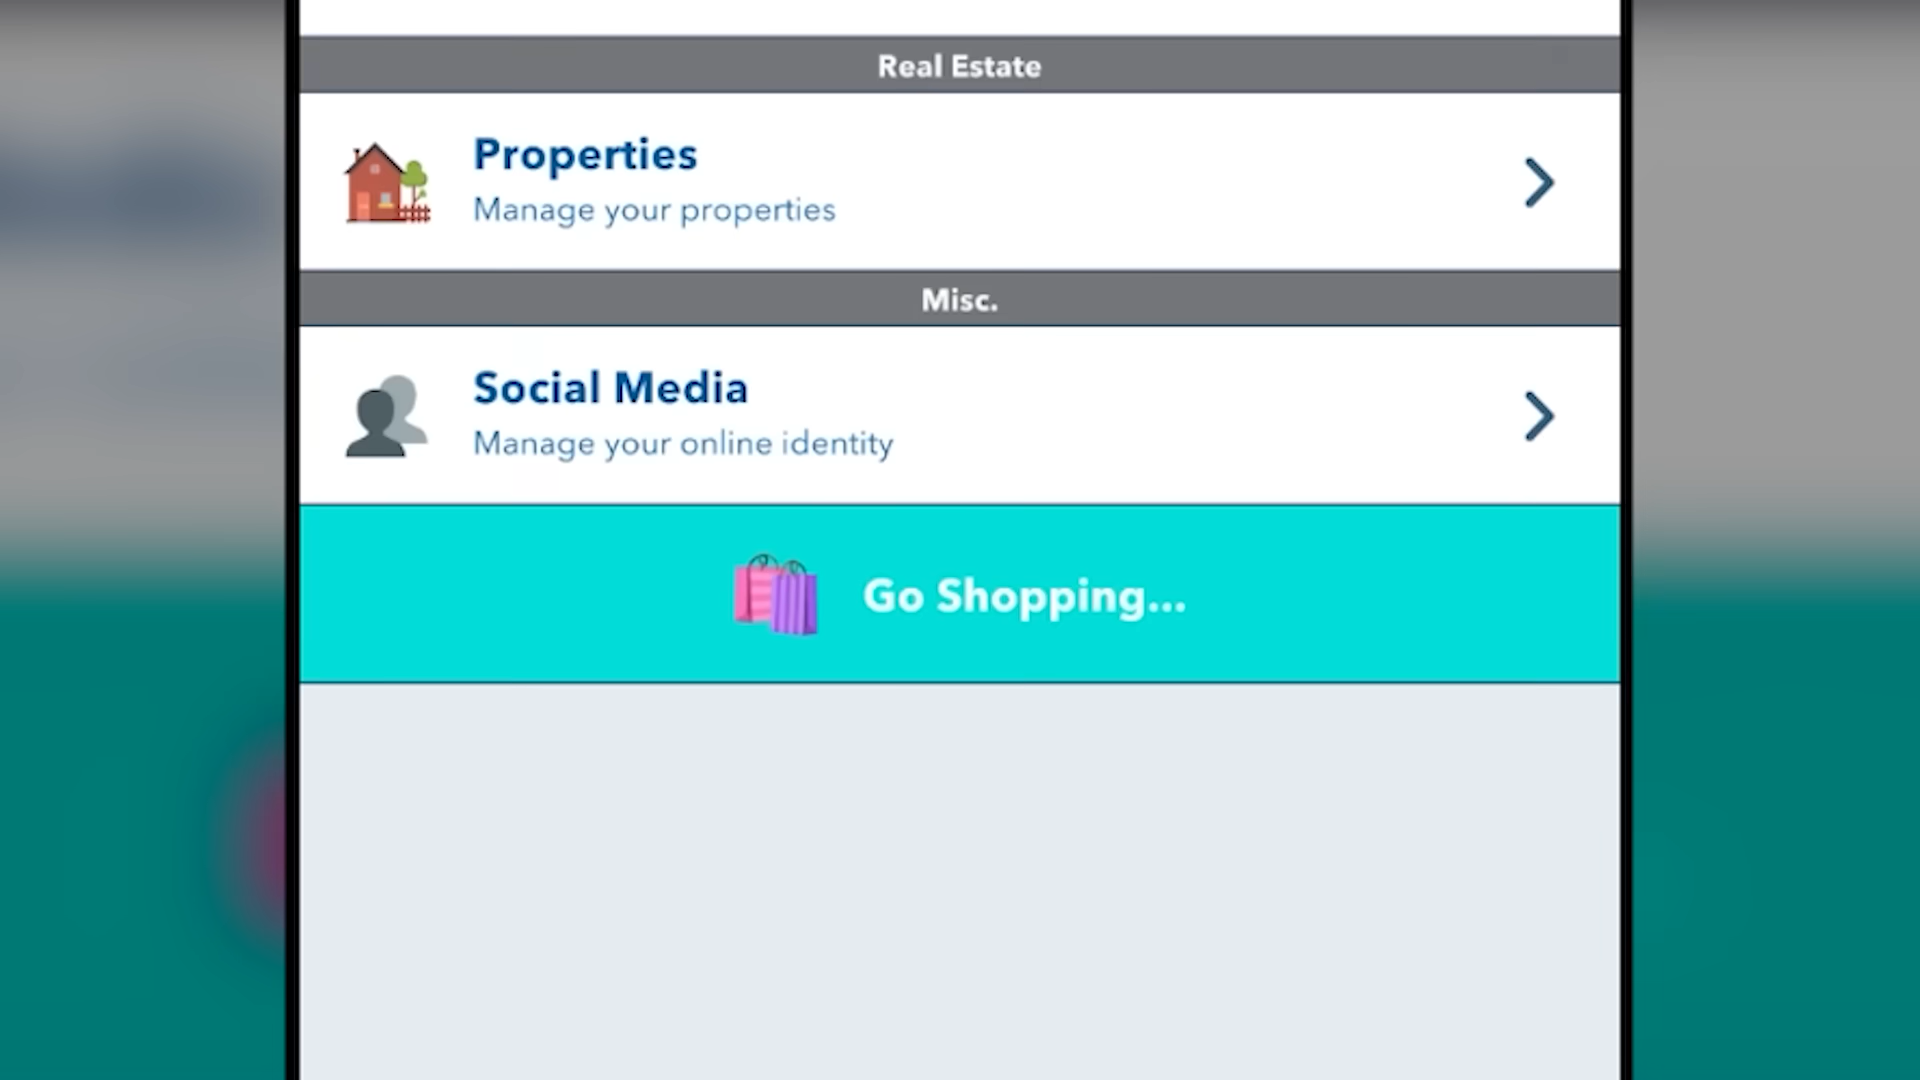 Real Estate
Properties
Manage your properties
Misc.
Social Media
Manage your online identity
Go Shopping...